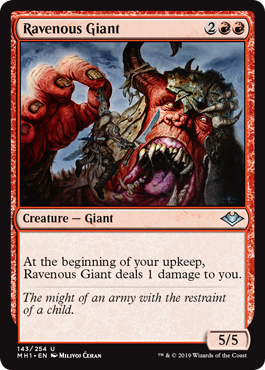 Ravenous Giant 2
Creature — Giant
At the beginning of your upkeep,
Ravenous Giant deals 1 damage to you.
The might of an army with the restraint
of a child.
5/5
143/254 U
MH1 • EN Milivoj Ćeran ™ & © 2019 Wizards of the Coast